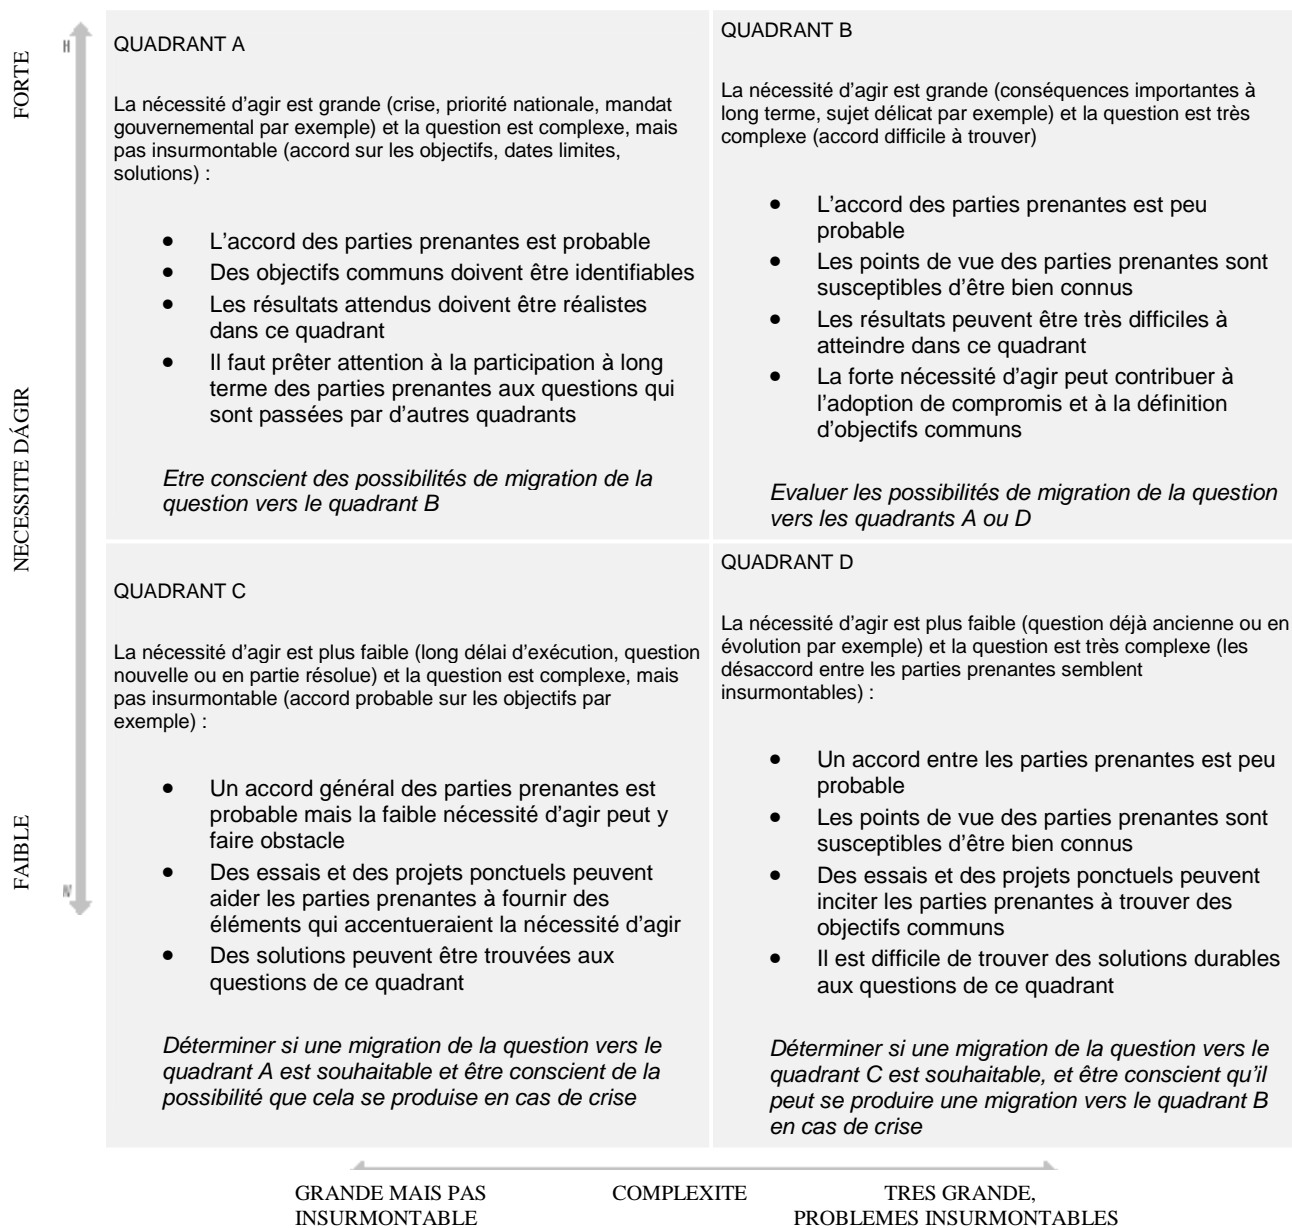 FORTE
NECESSITE DÁGIR
FAIBLE
H
QUADRANT A
La nécessité d'agir est grande (crise, priorité nationale, mandat
gouvernemental par exemple) et la question est complexe, mais
pas insurmontable (accord sur les objectifs, dates limites,
solutions) :
• L'accord des parties prenantes est probable
• Des objectifs communs doivent être identifiables
• Les résultats attendus doivent être réalistes
dans ce quadrant
• Il faut prêter attention à la participation à long
terme des parties prenantes aux questions qui
sont passées par d'autres quadrants
Etre conscient des possibilités de migration de la
question vers le quadrant B
QUADRANT B
La nécessité d'agir est grande (conséquences importantes à
long terme, sujet délicat par exemple) et la question est très
complexe (accord difficile à trouver)
• L'accord des parties prenantes est peu
probable
• Les points de vue des parties prenantes sont
susceptibles d'être bien connus
• Les résultats peuvent être très difficiles à
atteindre dans ce quadrant
• La forte nécessité d'agir peut contribuer à
l'adoption de compromis et à la définition
d'objectifs communs
Evaluer les possibilités de migration de la question
vers les quadrants A ou D
QUADRANT C
La nécessité d'agir est plus faible (long délai d'exécution, question
nouvelle ou en partie résolue) et la question est complexe, mais
pas insurmontable (accord probable sur les objectifs par
exemple) :
• Un accord général des parties prenantes est
probable mais la faible nécessité d'agir peut y
faire obstacle
• Des essais et des projets ponctuels peuvent
aider les parties prenantes à fournir des
éléments qui accentueraient la nécessité d'agir
• Des solutions peuvent être trouvées aux
questions de ce quadrant
Déterminer si une migration de la question vers le
quadrant A est souhaitable et être conscient de la
possibilité que cela se produise en cas de crise
QUADRANT D
La nécessité d'agir est plus faible (question déjà ancienne ou en
évolution par exemple) et la question est très complexe (les
désaccord entre les parties prenantes semblent
insurmontables) :
• Un accord entre les parties prenantes est peu
probable
• Les points de vue des parties prenantes sont
susceptibles d'être bien connus
• Des essais et des projets ponctuels peuvent
inciter les parties prenantes à trouver des
objectifs communs
• Il est difficile de trouver des solutions durables
aux questions de ce quadrant
Déterminer si une migration de la question vers le
quadrant C est souhaitable, et être conscient qu'il
peut se produire une migration vers le quadrant B
en cas de crise
GRANDE MAIS PAS
INSURMONTABLE
COMPLEXITE
TRES GRANDE,
PROBLEMES INSURMONTABLES